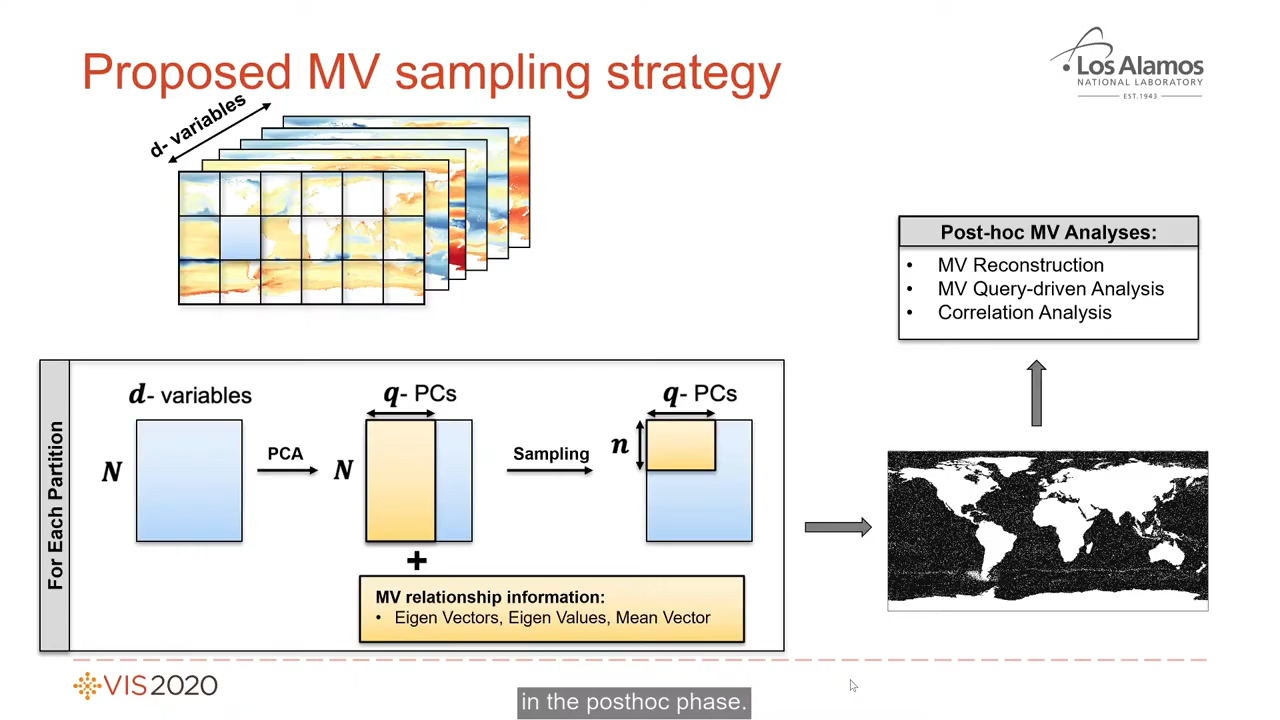 Proposed MV sampling strategy
Los Alamos
NATIONAL LABORATORY
EST.1943
d- variables
Post-hoc MV Analyses:
• MV Reconstruction
• MV Query-driven Analysis
• Correlation Analysis
For Each Partition
d- variables
q- PCs
q- PCs
N
PCA
N
Sampling
n
+
MV relationship information:
• Eigen Vectors, Eigen Values, Mean Vector
VIS2020
in the posthoc phase.